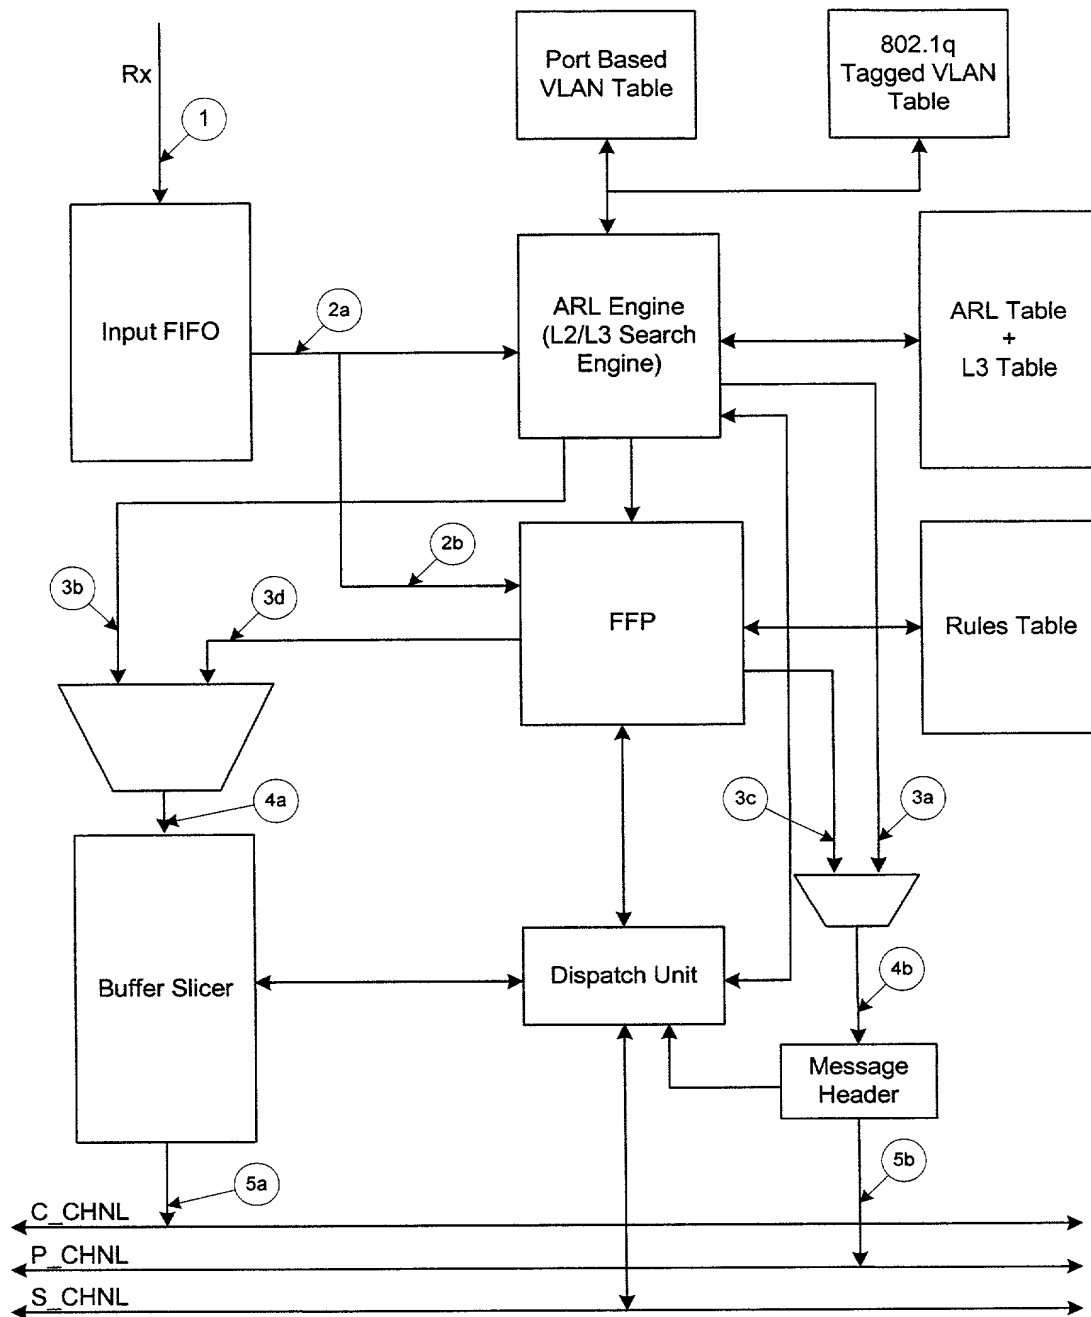 Rx
1
Port Based
VLAN Table
802.1q
Tagged VLAN
Table
Input FIFO
2a
ARL Engine
(L2/L3 Search
Engine)
ARL Table
+
L3 Table
2b
3b
3d
FFP
Rules Table
4a
3c
3a
Buffer Slicer
Dispatch Unit
4b
Message
Header
5a
5b
C_CHNL
P_CHNL
S_CHNL